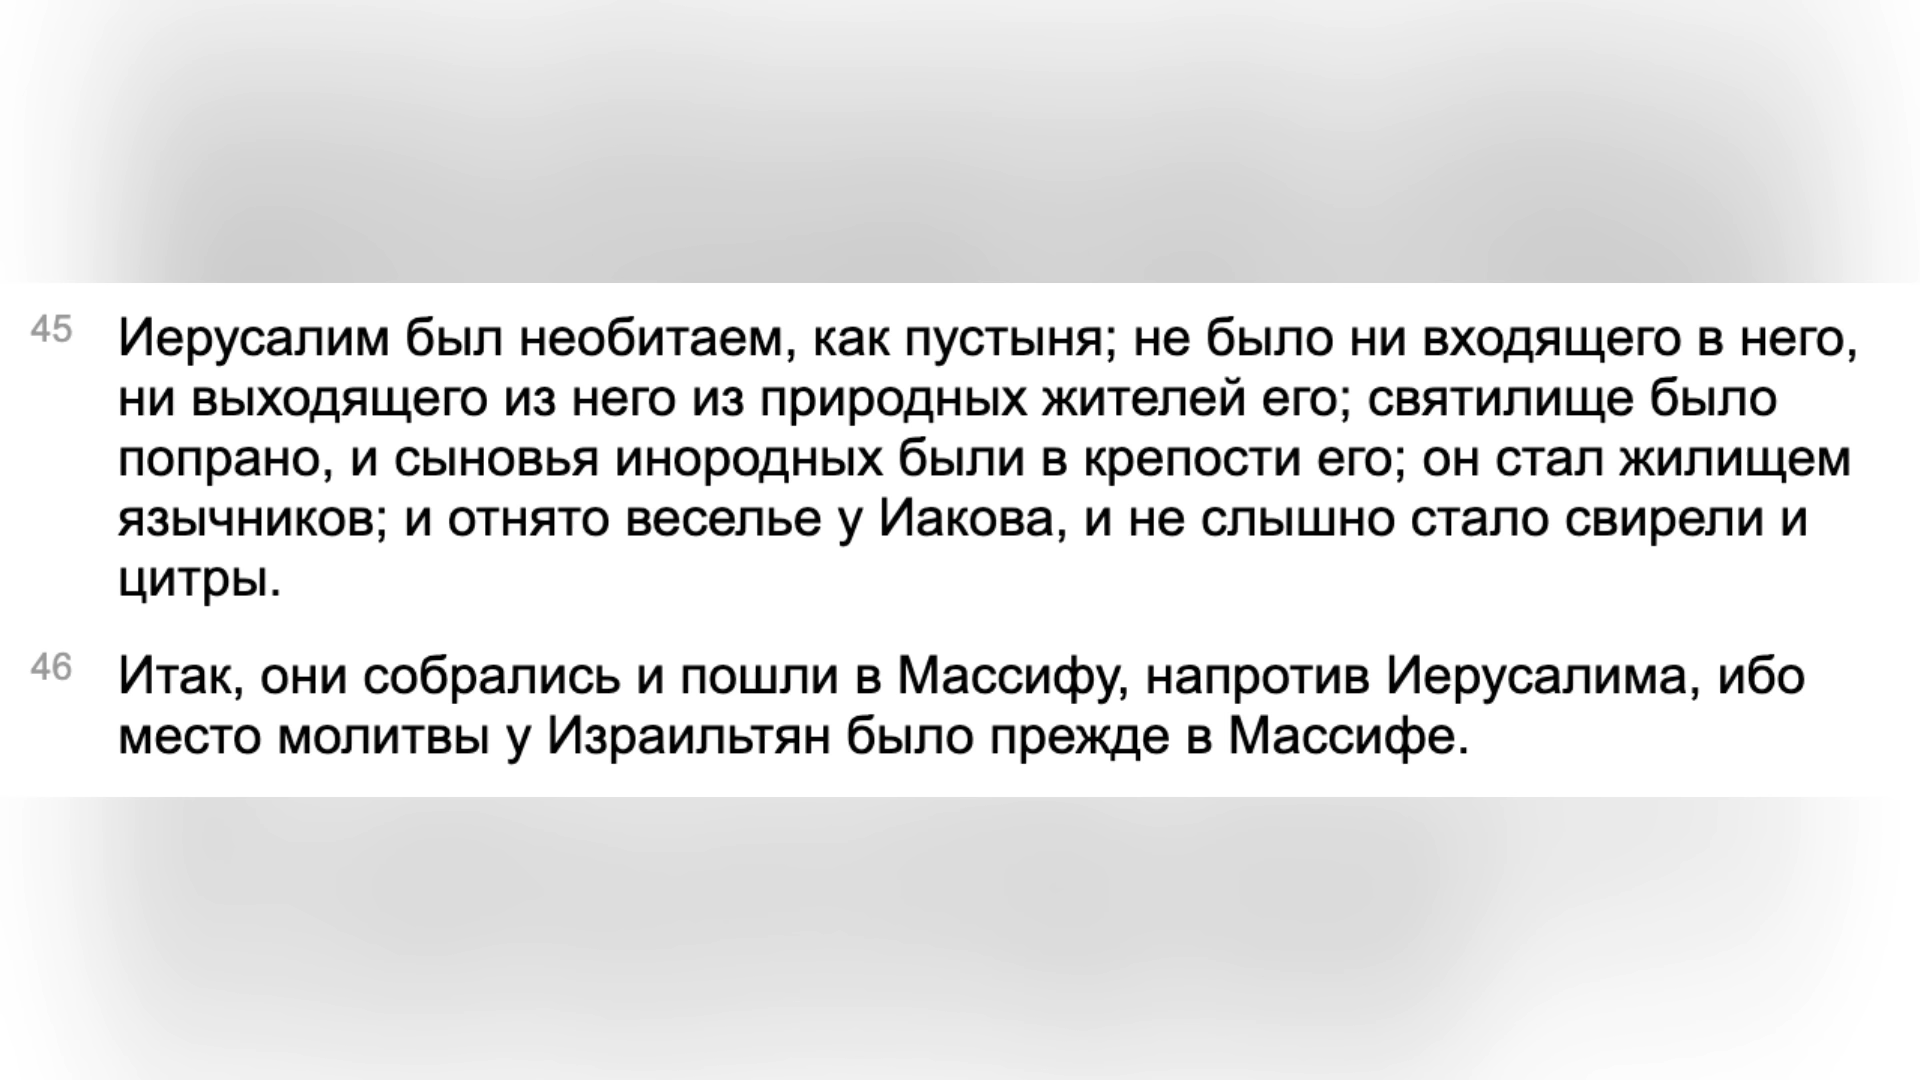 45 Иерусалим был необитаем, как пустыня; не было ни входящего в него,
ни выходящего из него из природных жителей его; святилище было
попрано, и сыновья инородных были в крепости его; он стал жилищем
язычников; и отнято веселье у Иакова, и не слышно стало свирели и
цитры.
46 Итак, они собрались и пошли в Массифу, напротив Иерусалима, ибо
место молитвы у Израильтян было прежде в Массифе.